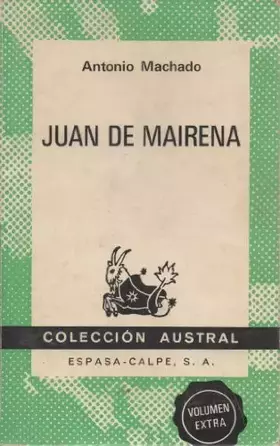 Antonio Machado
JUAN DE MAIRENA
COLECCIÓN AUSTRAL
ESPASA-CALPE, S. A.
VOLUMEN
EXTRA